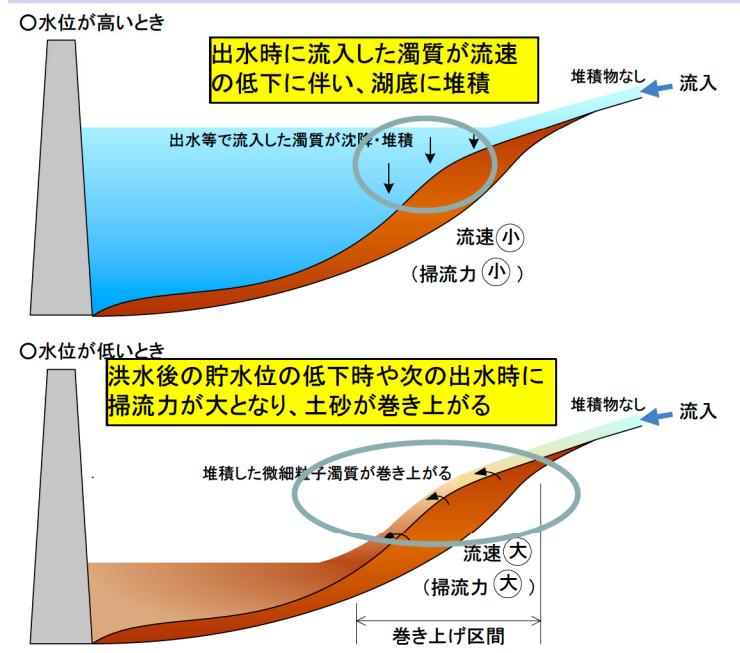 〇水位が高いとき
出水時に流入した濁質が流速
の低下に伴い、湖底に堆積
堆積物なし
流入
出水等で流入した濁質が沈降・堆積
流速小
（掃流力小）
〇水位が低いとき
洪水後の貯水位の低下時や次の出水時に
掃流力が大となり、土砂が巻き上がる
堆積物なし
流入
堆積した微細粒子濁質が巻き上がる
流速大
（掃流力大）
巻き上げ区間